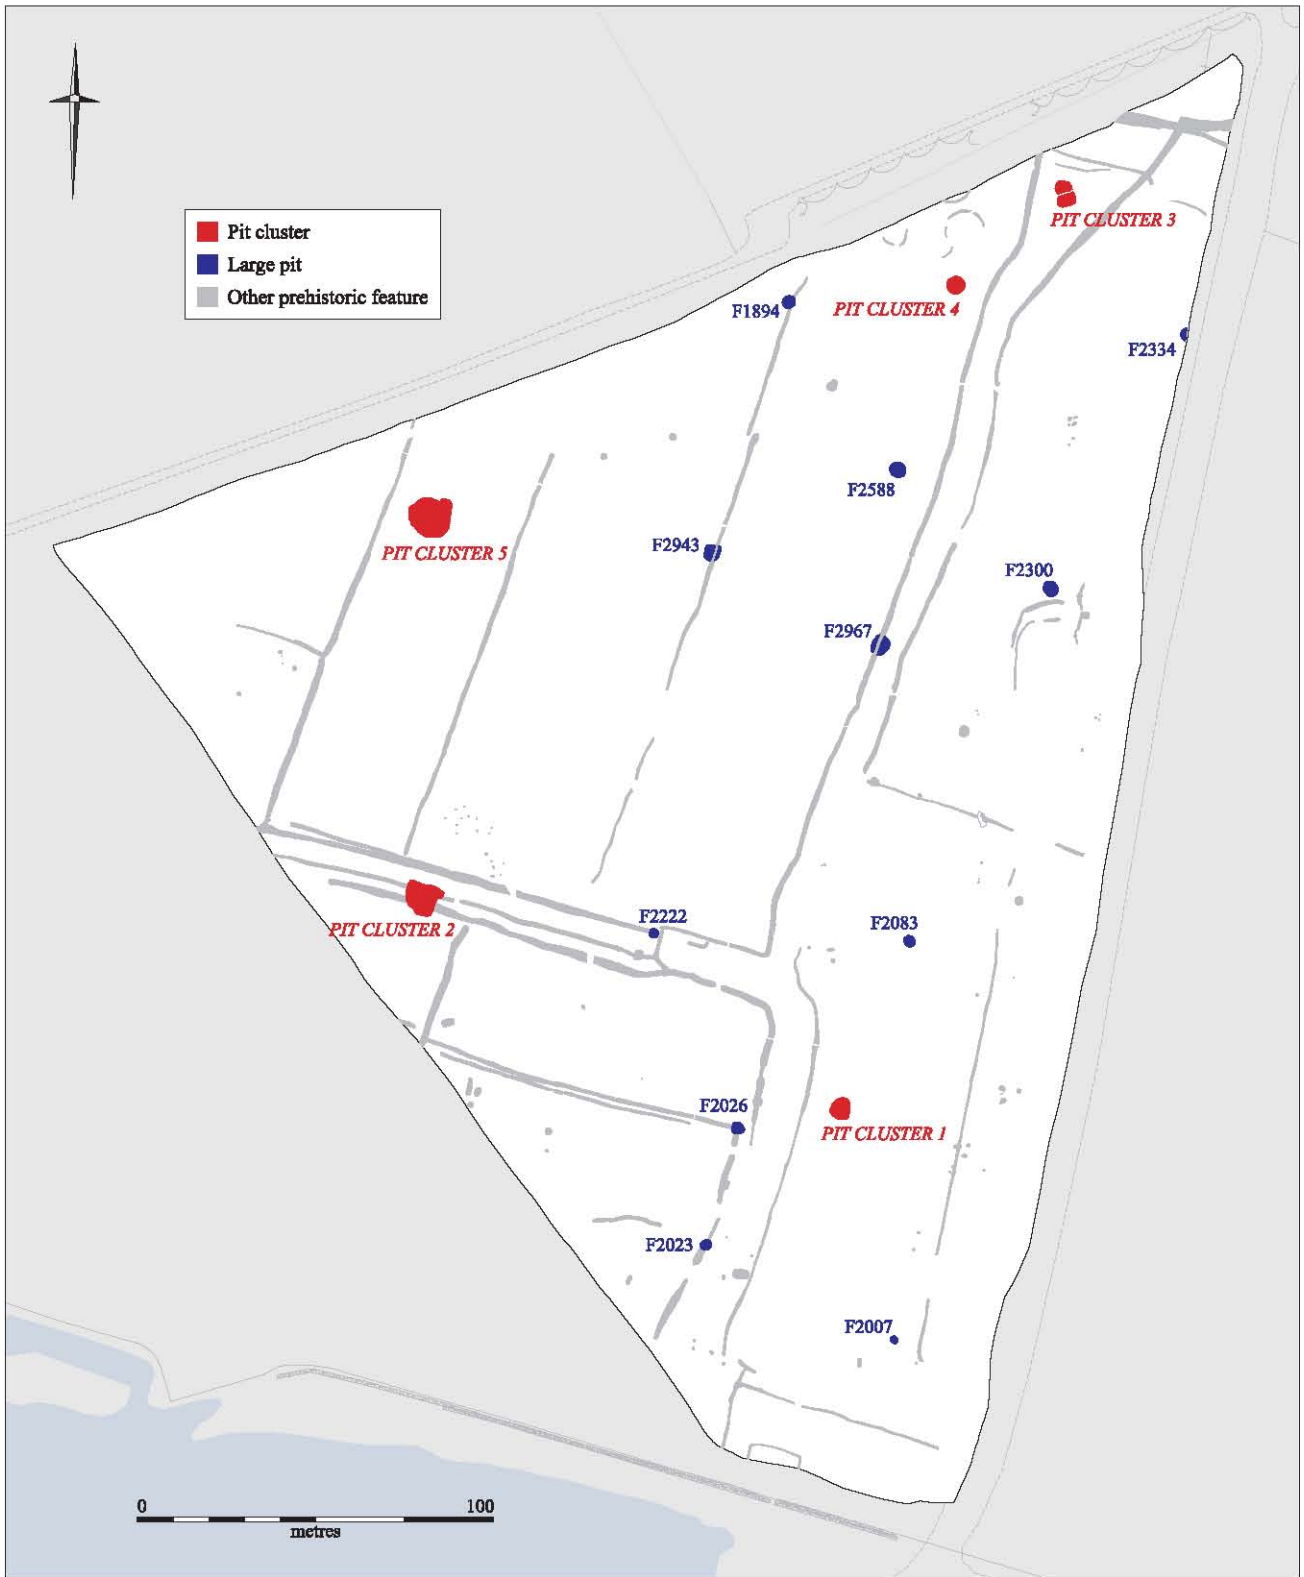 Pit cluster
Large pit
Other prehistoric feature
PIT CLUSTER 3
F1894
PIT CLUSTER 4
F2334
F2588
F2943
PIT CLUSTER 5
F2300
F2967
F2222
F2083
PIT CLUSTER 2
F2026
PIT CLUSTER 1
F2023
F2007
0 100
metres